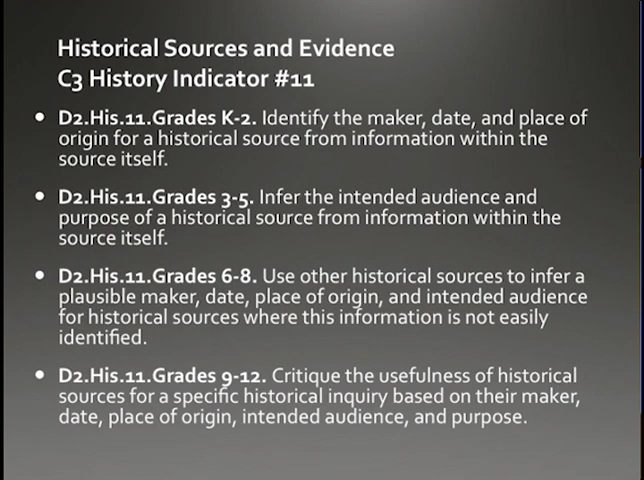 Historical Sources and Evidence
C3 History Indicator #11
• D2.His.11.Grades K-2. Identify the maker, date, and place of
origin for a historical source from information within the
source itself.
• D2.His.11.Grades 3-5. Infer the intended audience and
purpose of a historical source from information within the
source itself.
• D2.His.11.Grades 6-8. Use other historical sources to infer a
plausible maker, date, place of origin, and intended audience
for historical sources where this information is not easily
identified.
• D2.His.11.Grades 9-12. Critique the usefulness of historical
sources for a specific historical inquiry based on their maker,
date, place of origin, intended audience, and purpose.